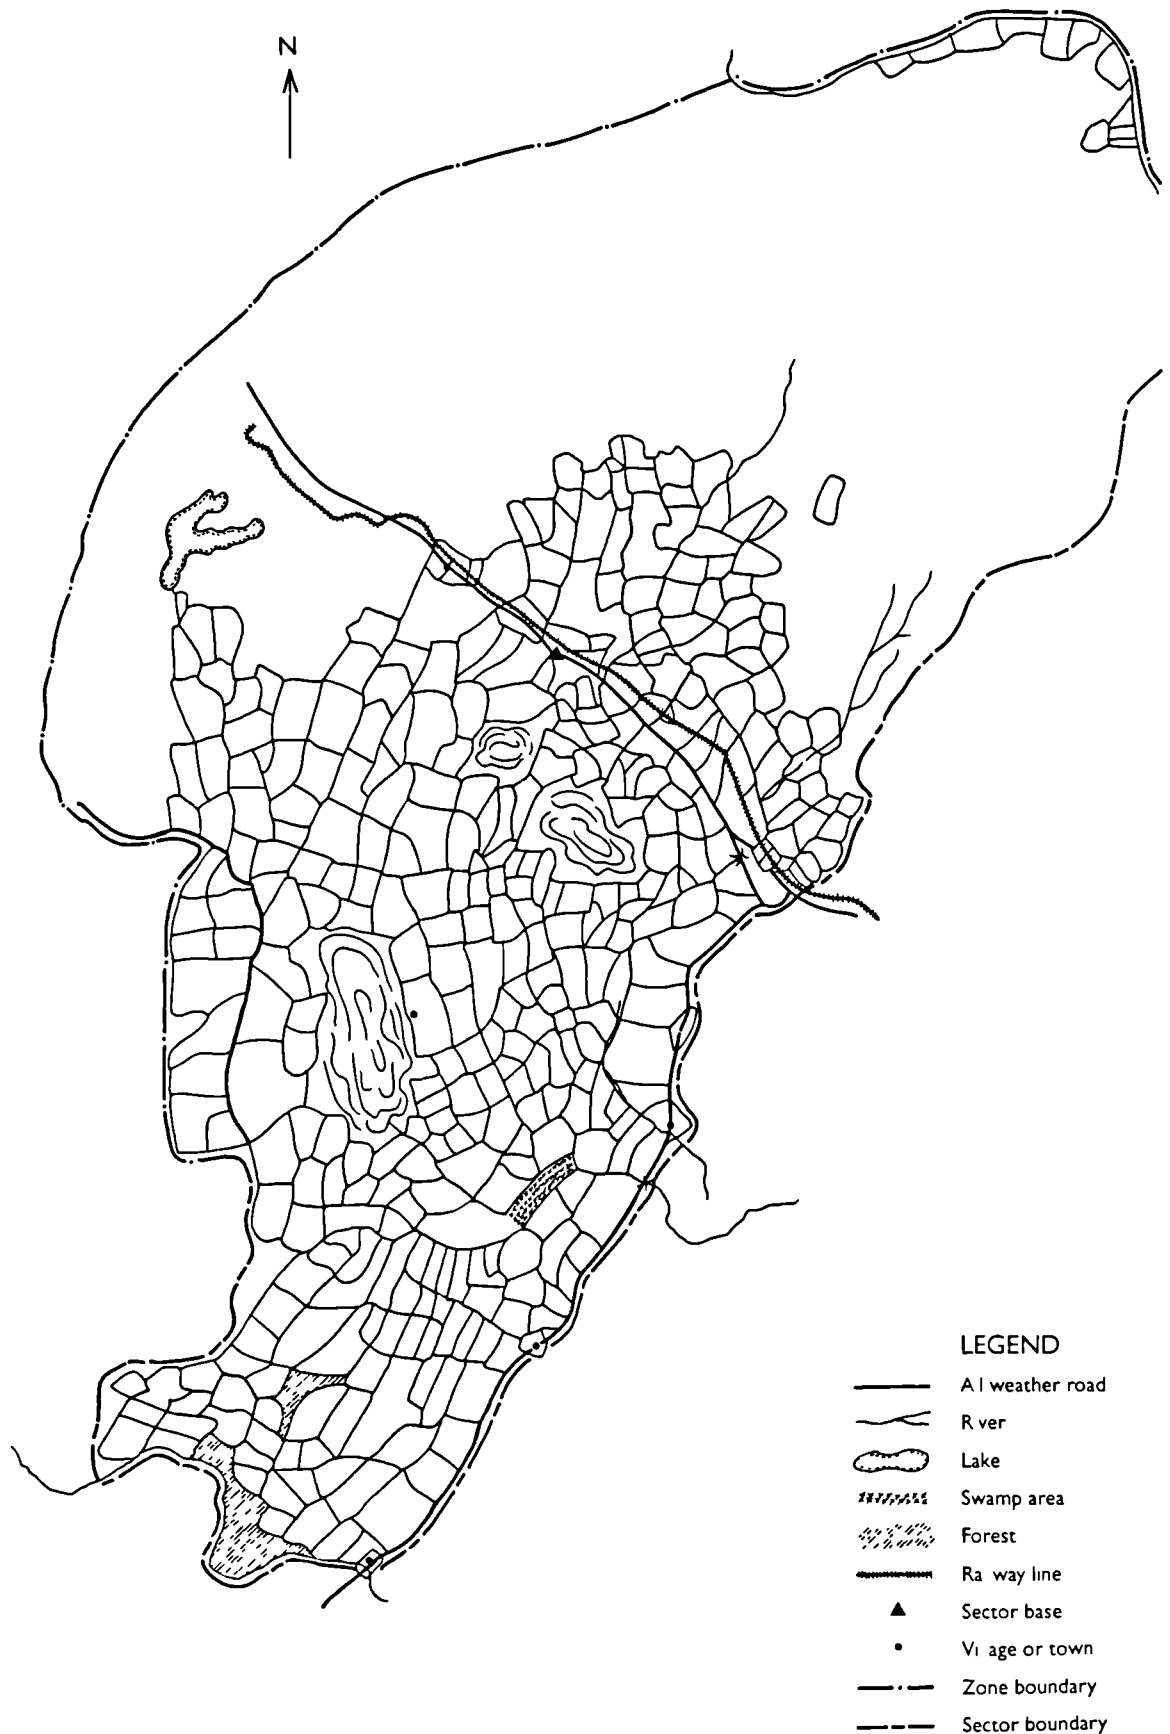 N
LEGEND
A l weather road
R ver
Lake
Swamp area
Forest
Ra way line
Sector base
Vı age or town
Zone boundary
Sector boundary